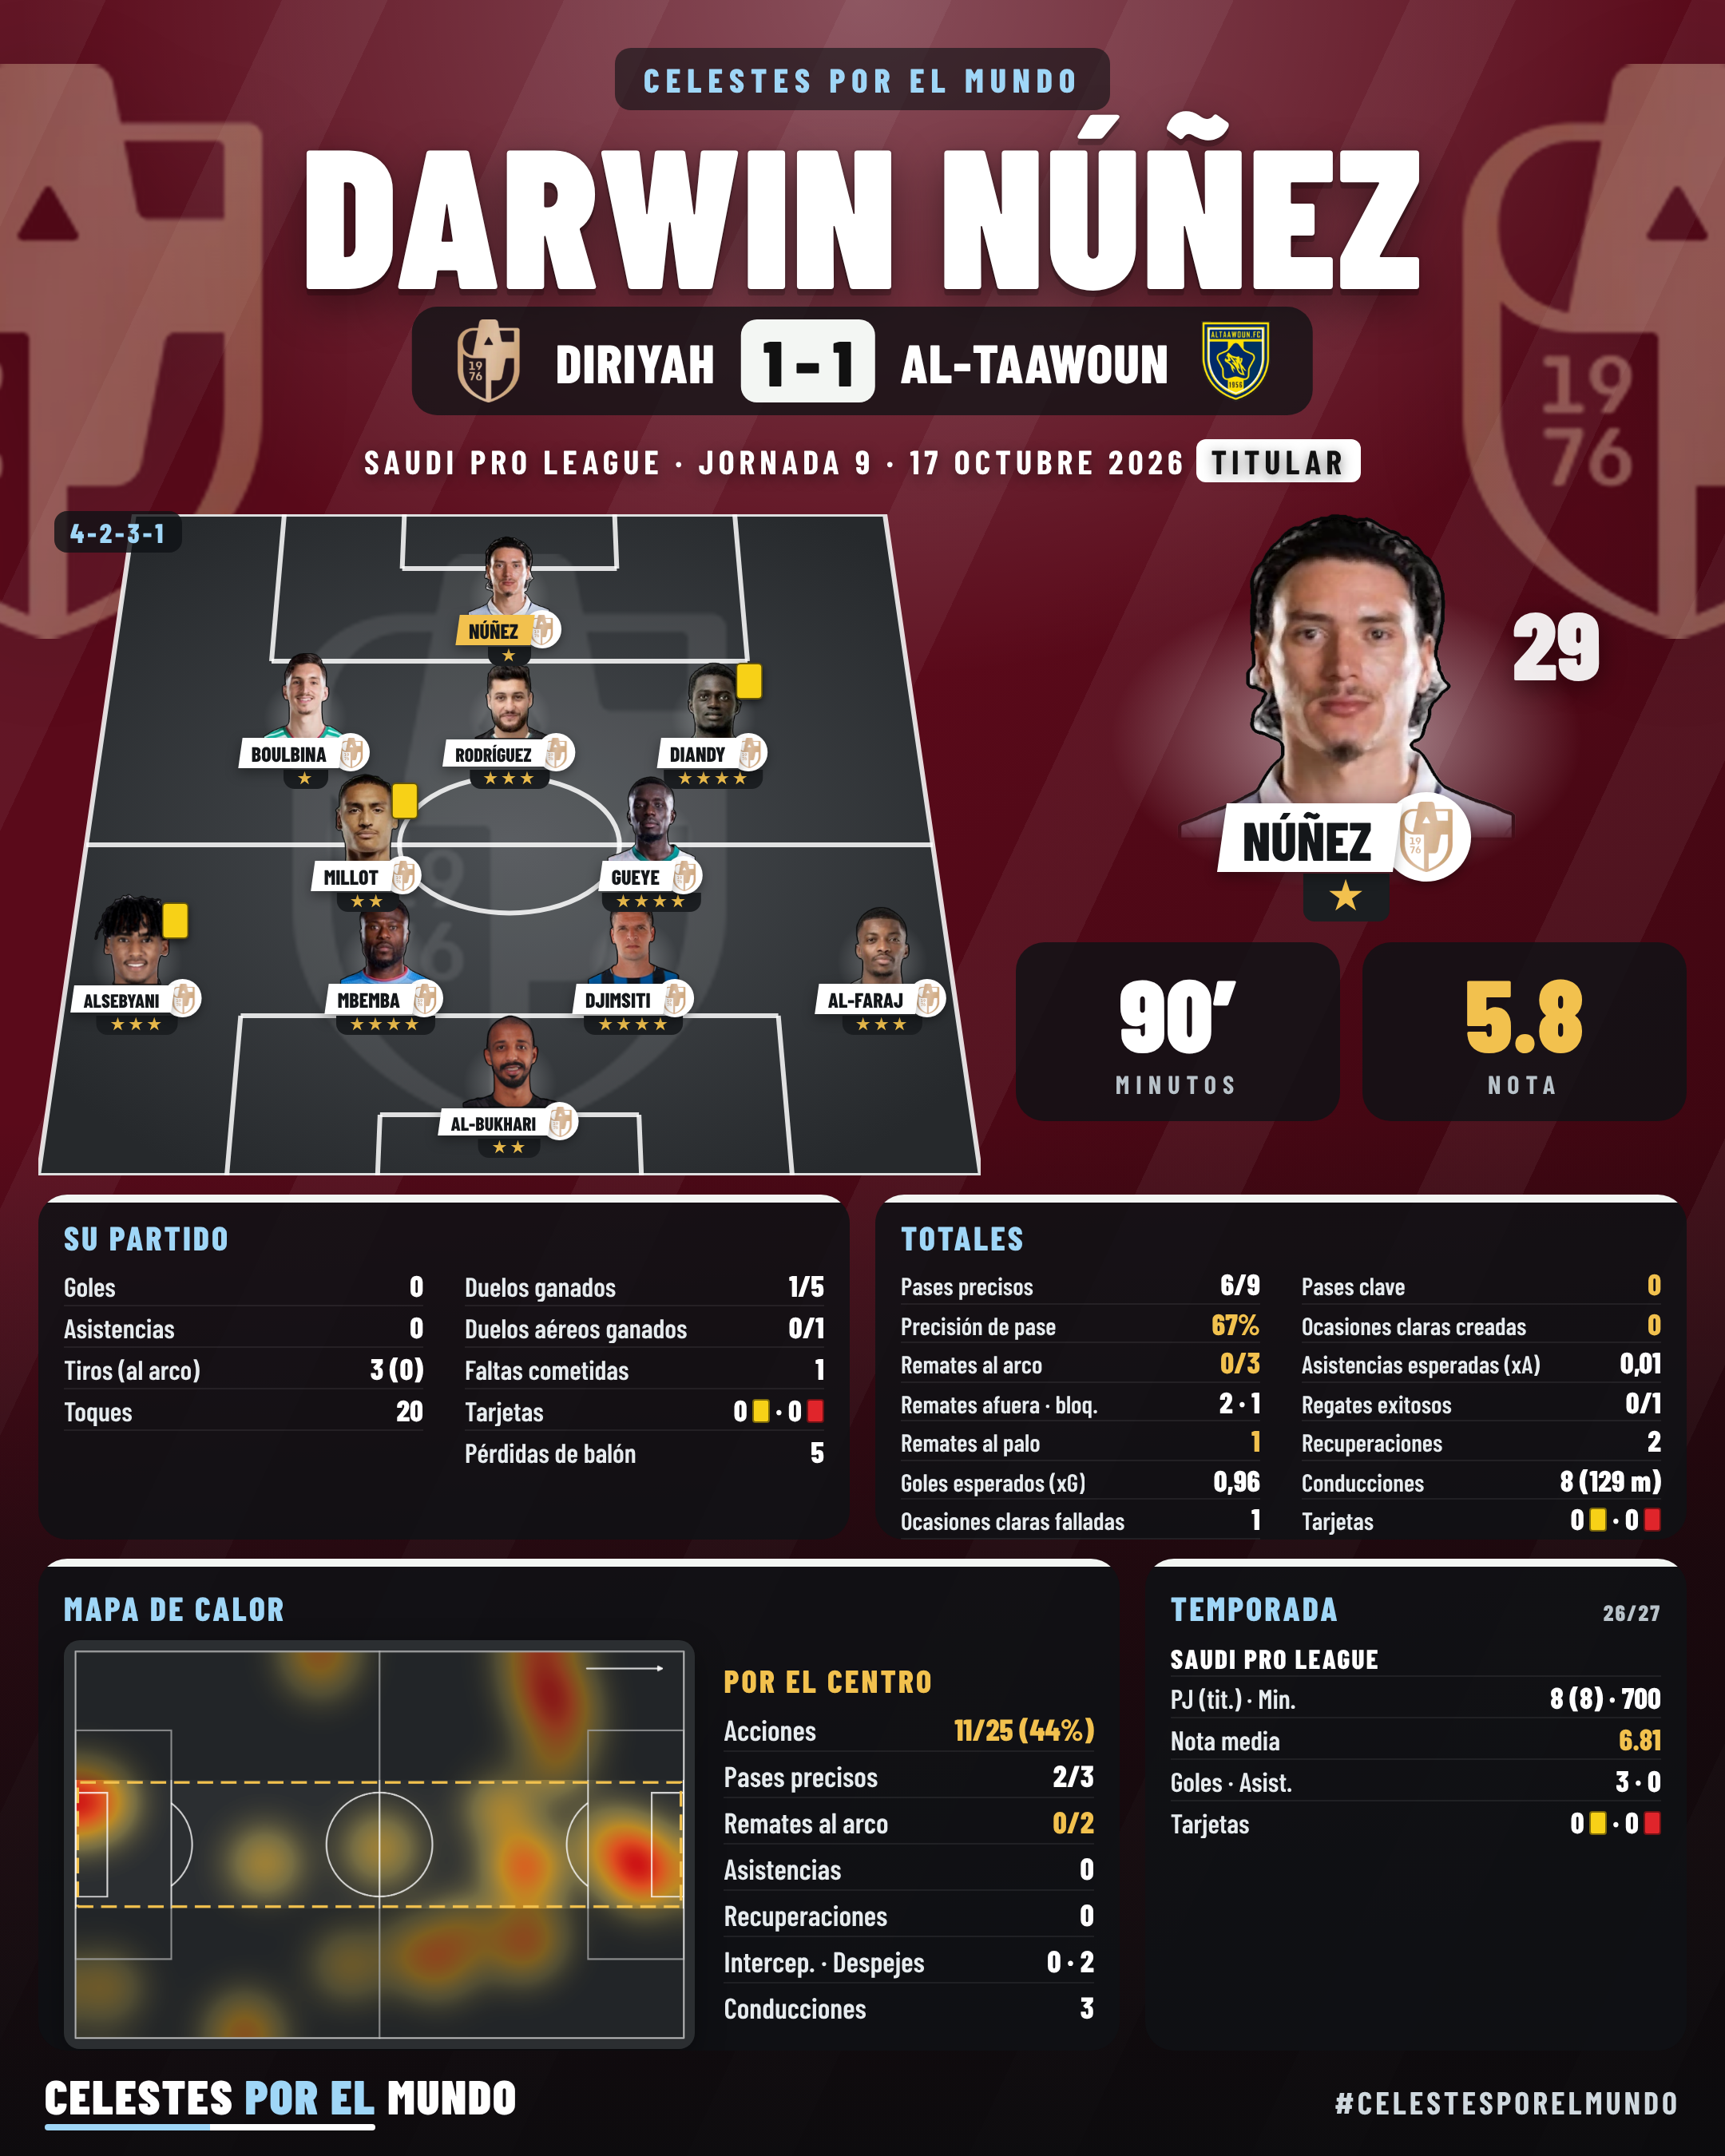 CELESTES POR EL MUNDO
DARWIN NÚÑEZ
DIRIYAH 1-1 AL-TAAWOUN
SAUDI PRO LEAGUE · JORNADA 9 · 17 OCTUBRE 2026 TITULAR
4-2-3-1
NÚÑEZ
BOULBINA
RODRÍGUEZ
DIANDY
MILLOT
GUEYE
ALSEBYANI
MBEMBA
DJIMSITI
AL-FARAJ
AL-BUKHARI
29
NÚÑEZ
90'
MINUTOS
5.8
NOTA
SU PARTIDO
Goles 0
Asistencias 0
Tiros (al arco) 3 (0)
Toques 20
Duelos ganados 1/5
Duelos aéreos ganados 0/1
Faltas cometidas 1
Tarjetas 0 · 0
Pérdidas de balón 5
TOTALES
Pases precisos 6/9
Precisión de pase 67%
Remates al arco 0/3
Remates afuera · bloq. 2 · 1
Remates al palo 1
Goles esperados (xG) 0,96
Ocasiones claras falladas 1
Pases clave 0
Ocasiones claras creadas 0
Asistencias esperadas (xA) 0,01
Regates exitosos 0/1
Recuperaciones 2
Conducciones 8 (129 m)
Tarjetas 0 · 0
MAPA DE CALOR
POR EL CENTRO
Acciones 11/25 (44%)
Pases precisos 2/3
Remates al arco 0/2
Asistencias 0
Recuperaciones 0
Intercep. · Despejes 0 · 2
Conducciones 3
TEMPORADA 26/27
SAUDI PRO LEAGUE
PJ (tit.) · Min. 8 (8) · 700
Nota media 6.81
Goles · Asist. 3 · 0
Tarjetas 0 · 0
CELESTES POR EL MUNDO
#CELESTESPORELMUNDO
19
76
ALTAAWOUN FC
1956